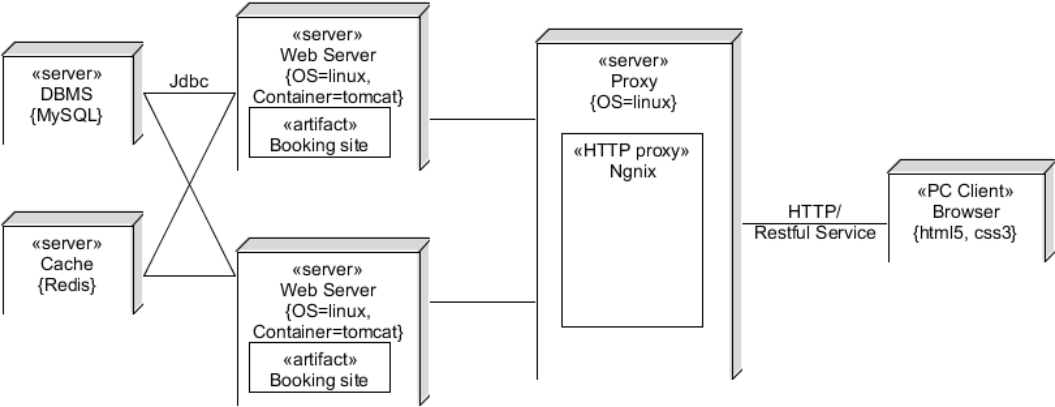 «server»
DBMS
{MySQL}
Jdbc
«server»
Web Server
{OS=linux,
Container=tomcat}
«artifact»
Booking site
«server»
Proxy
{OS=linux}
«HTTP proxy»
Ngnix
«server»
Cache
{Redis}
«server»
Web Server
{OS=linux,
Container=tomcat}
«artifact»
Booking site
HTTP/
Restful Service
«PC Client»
Browser
{html5, css3}